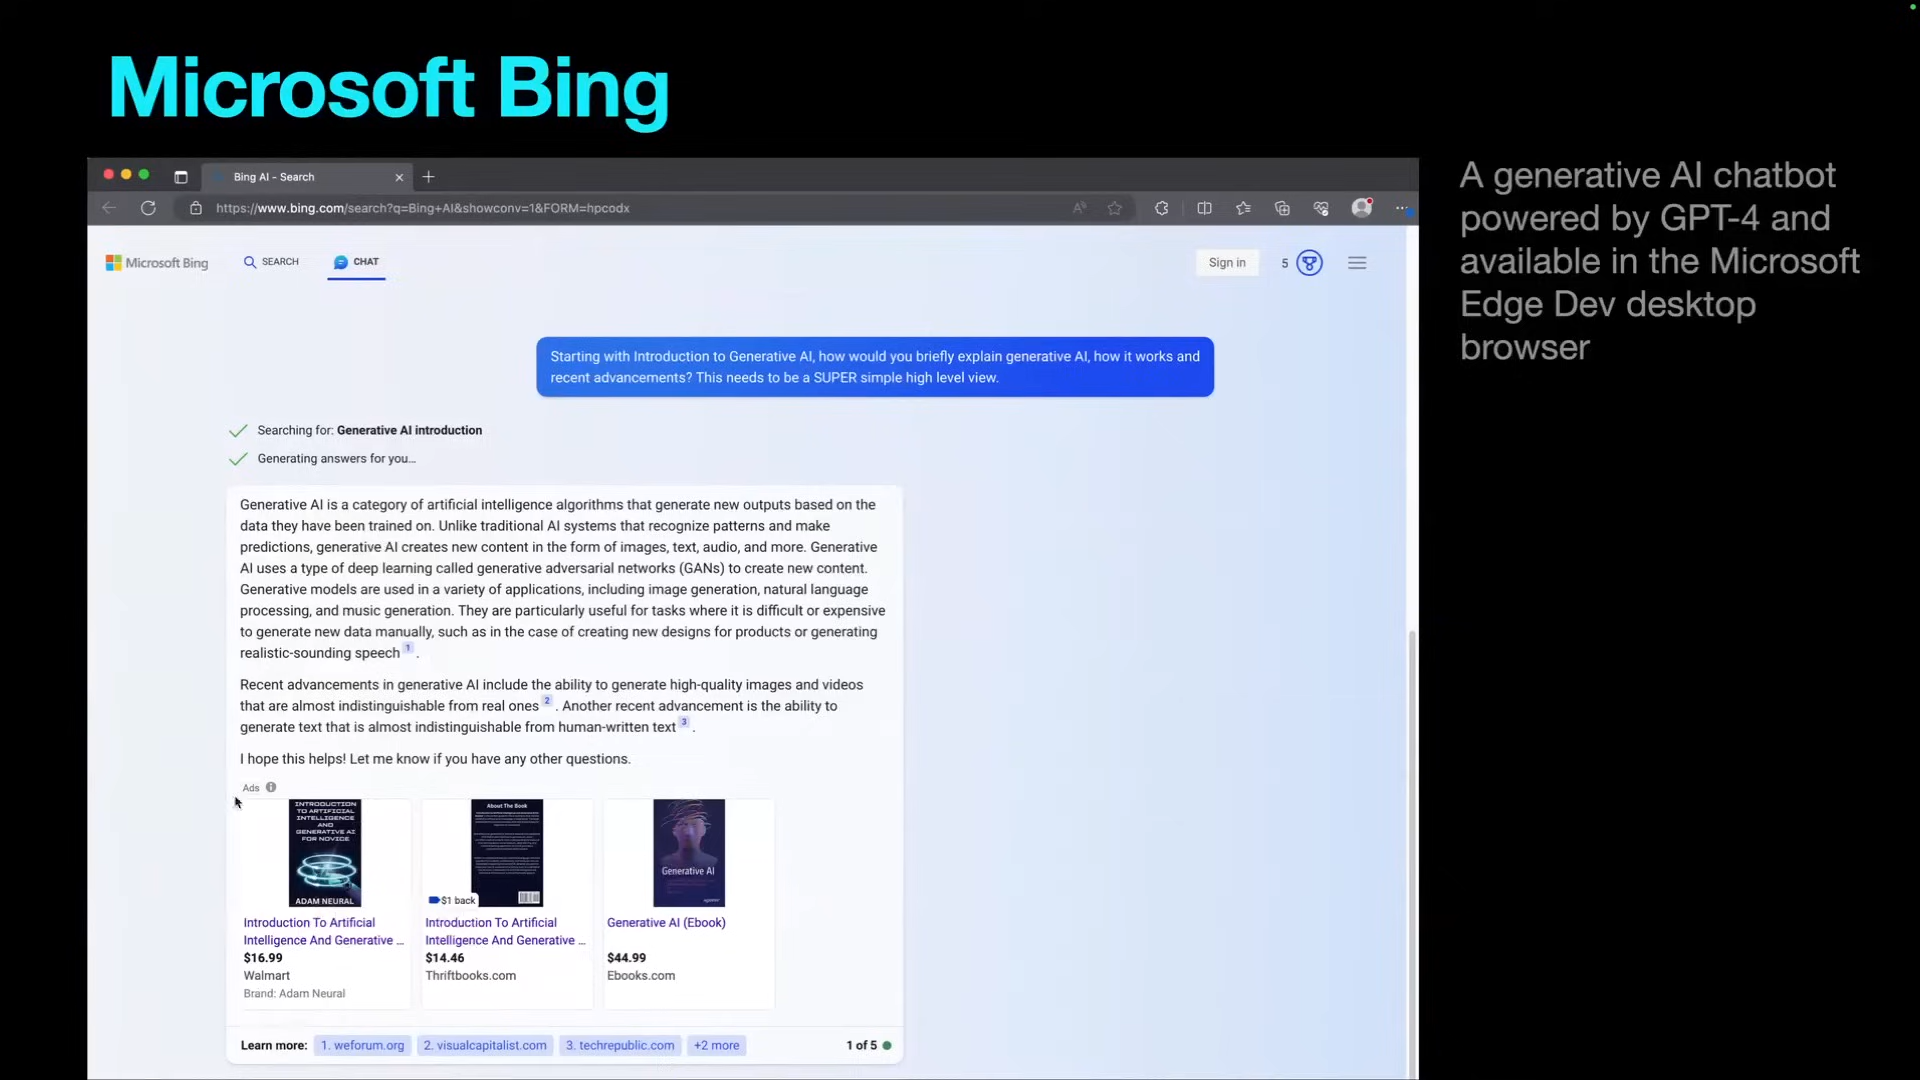 Microsoft Bing
A generative AI chatbot
powered by GPT-4 and
available in the Microsoft
Edge Dev desktop
browser
Bing AI - Search
https://www.bing.com/search?q=Bing+AI&showconv=1&FORM=hpcodx
Microsoft Bing
SEARCH
CHAT
Sign in
5
Starting with Introduction to Generative AI, how would you briefly explain generative AI, how it works and
recent advancements? This needs to be a SUPER simple high level view.
Searching for: Generative AI introduction
Generating answers for you…
Generative AI is a category of artificial intelligence algorithms that generate new outputs based on the
data they have been trained on. Unlike traditional AI systems that recognize patterns and make
predictions, generative AI creates new content in the form of images, text, audio, and more. Generative
AI uses a type of deep learning called generative adversarial networks (GANs) to create new content.
Generative models are used in a variety of applications, including image generation, natural language
processing, and music generation. They are particularly useful for tasks where it is difficult or expensive
to generate new data manually, such as in the case of creating new designs for products or generating
realistic-sounding speech 1 .
Recent advancements in generative AI include the ability to generate high-quality images and videos
that are almost indistinguishable from real ones 2 . Another recent advancement is the ability to
generate text that is almost indistinguishable from human-written text 3 .
I hope this helps! Let me know if you have any other questions.
Ads
INTRODUCTION
TO ARTIFICIAL
INTELLIGENCE
AND
GENERATIVE AI
FOR NOVICE
ADAM NEURAL
Introduction To Artificial
Intelligence And Generative ...
$16.99
Walmart
Brand: Adam Neural
About The Book
$1 back
Introduction To Artificial
Intelligence And Generative ...
$14.46
Thriftbooks.com
Generative AI
Generative AI (Ebook)
$44.99
Ebooks.com
Learn more:
1. weforum.org
2. visualcapitalist.com
3. techrepublic.com
+2 more
1 of 5